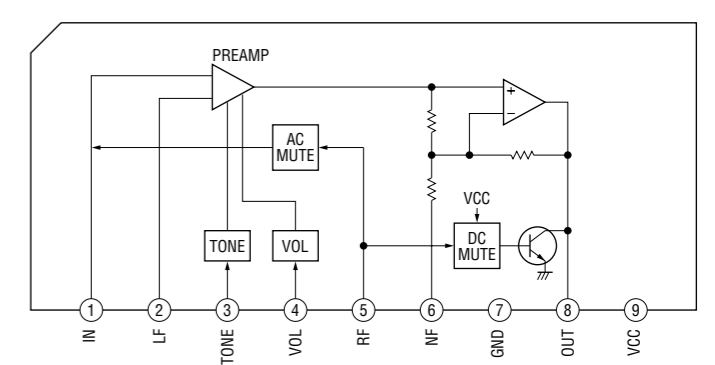 PREAMP
+
−
AC
MUTE
VCC
TONE
VOL
DC
MUTE
1
2
3
4
5
6
7
8
9
IN
LF
TONE
VOL
RF
NF
GND
OUT
VCC